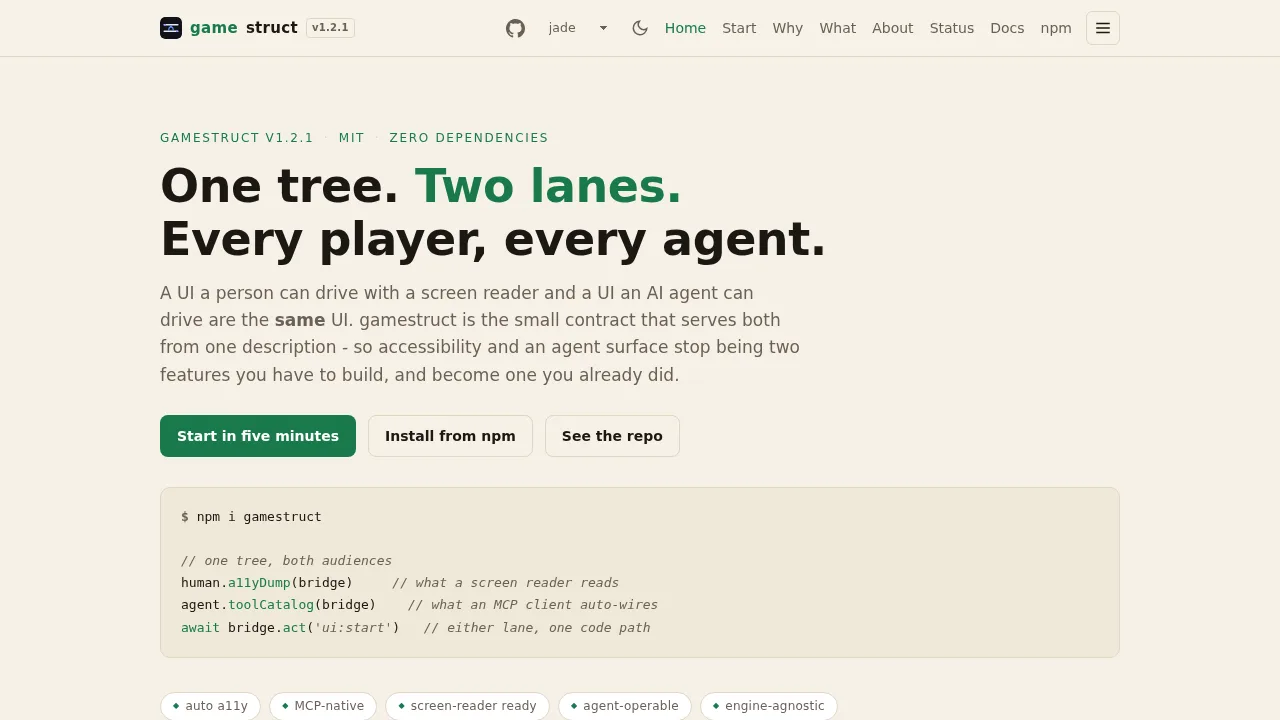 game struct v1.2.1 jade Home Start Why What About Status Docs npm
GAMESTRUCT V1.2.1 · MIT · ZERO DEPENDENCIES
One tree. Two lanes.
Every player, every agent.
A UI a person can drive with a screen reader and a UI an AI agent can
drive are the same UI. gamestruct is the small contract that serves both
from one description - so accessibility and an agent surface stop being two
features you have to build, and become one you already did.
Start in five minutes Install from npm See the repo
$ npm i gamestruct
// one tree, both audiences
human.a11yDump(bridge) // what a screen reader reads
agent.toolCatalog(bridge) // what an MCP client auto-wires
await bridge.act('ui:start') // either lane, one code path
auto a11y MCP-native screen-reader ready agent-operable engine-agnostic